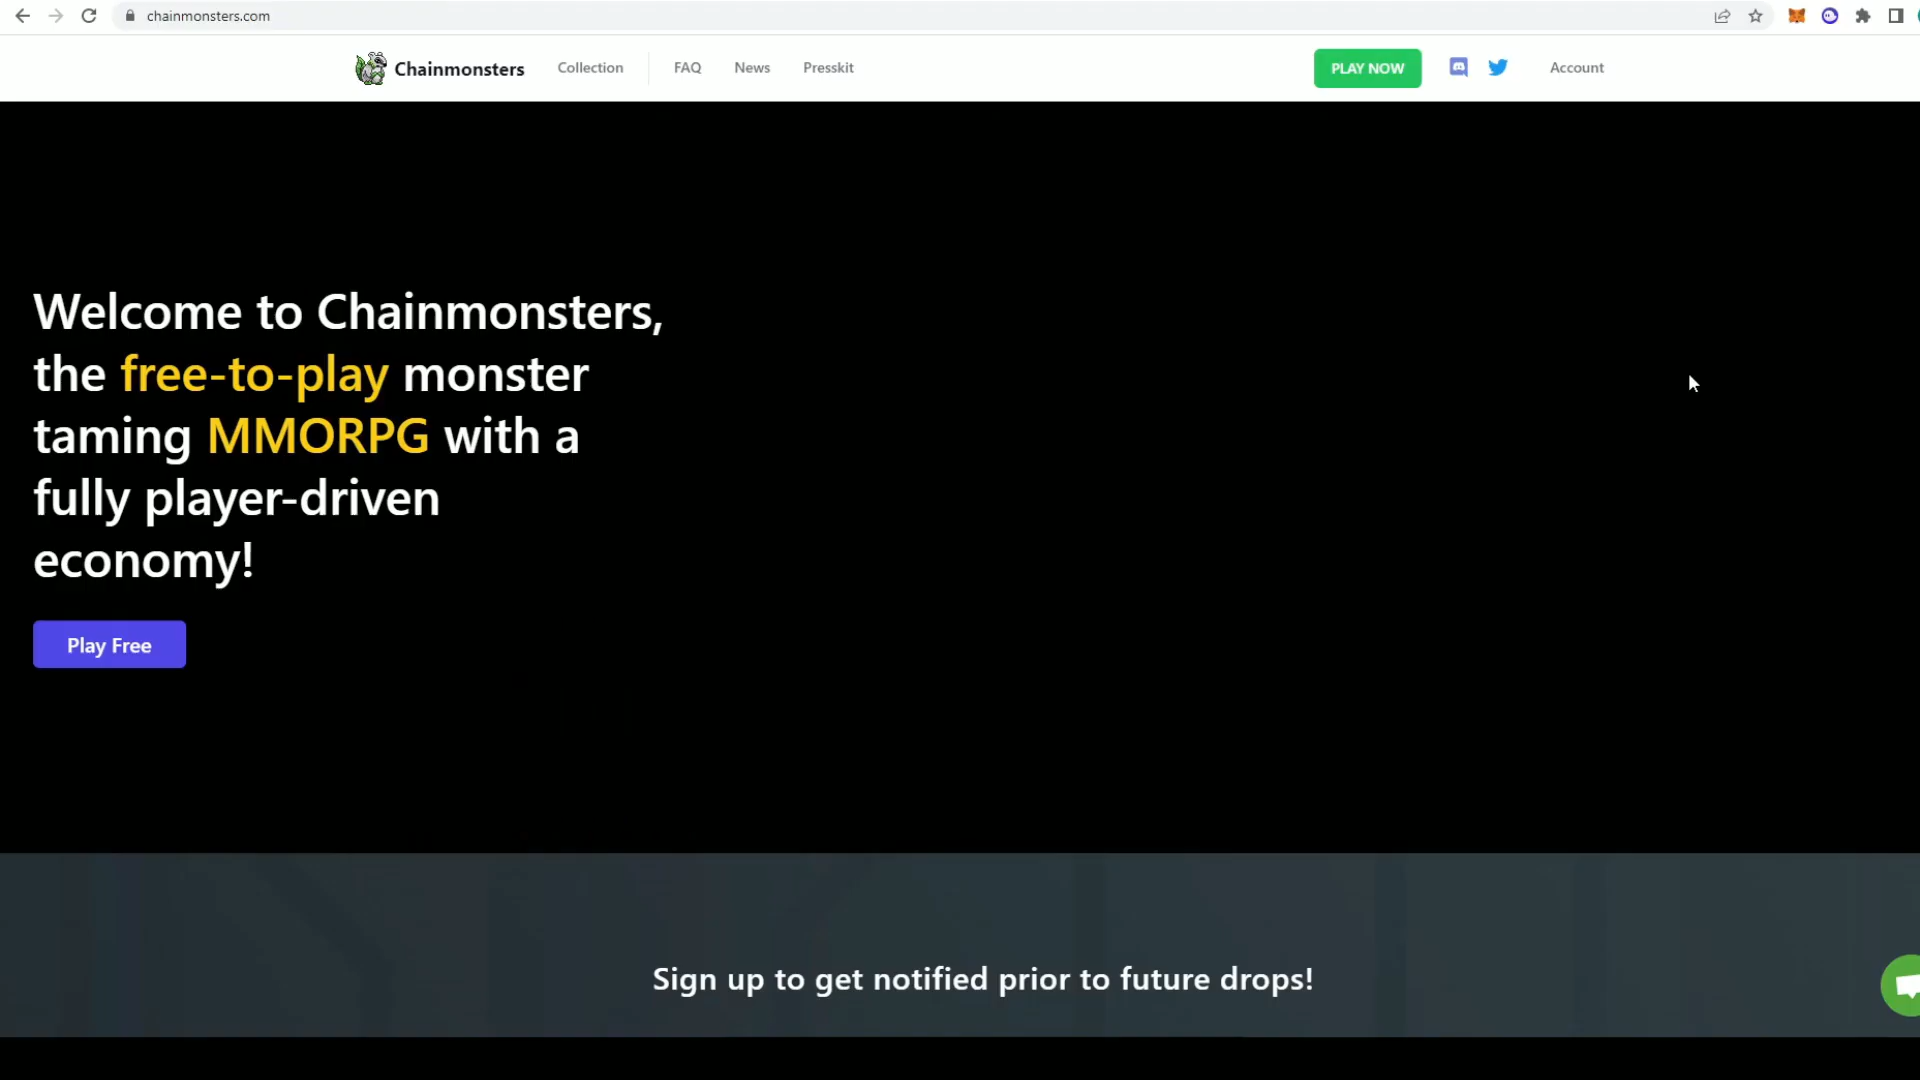 chainmonsters.com
Chainmonsters Collection FAQ News Presskit PLAY NOW Account
Welcome to Chainmonsters,
the free-to-play monster
taming MMORPG with a
fully player-driven
economy!
Play Free
Sign up to get notified prior to future drops!